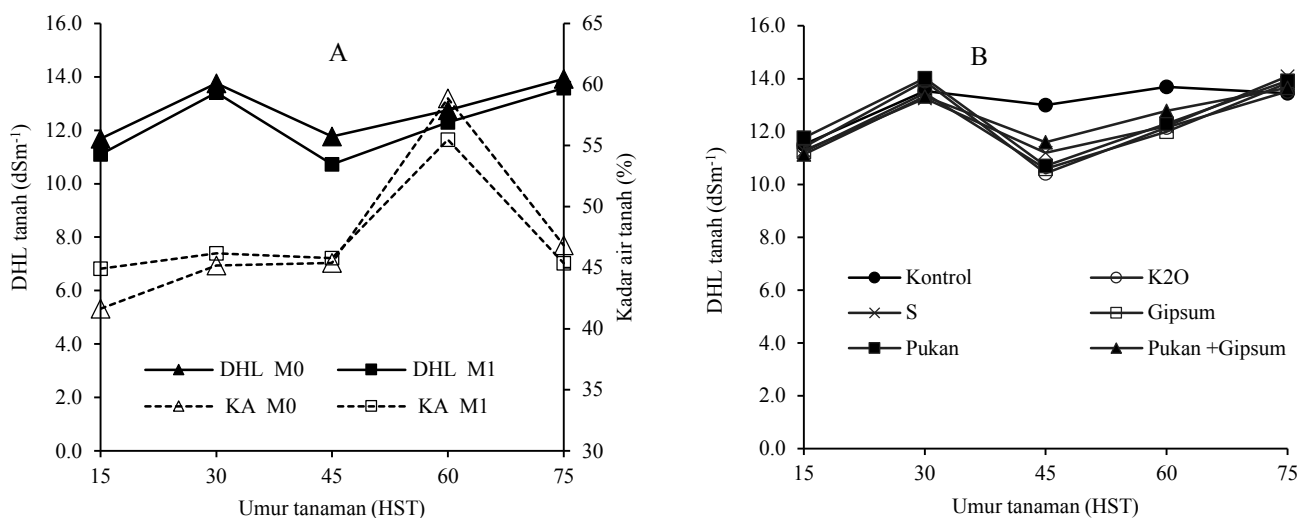 A
DHL tanah (dSm-1)
16.0
14.0
12.0
10.0
8.0
6.0
4.0
2.0
0.0
65
60
55
50
45
40
35
30
Kadar air tanah (%)
DHL M0
DHL M1
KA M0
KA M1
15 30 45 60 75
Umur tanaman (HST)
B
DHL tanah (dSm-1)
16.0
14.0
12.0
10.0
8.0
6.0
4.0
2.0
0.0
Kontrol
K2O
S
Gipsum
Pukan
Pukan +Gipsum
15 30 45 60 75
Umur tanaman (HST)